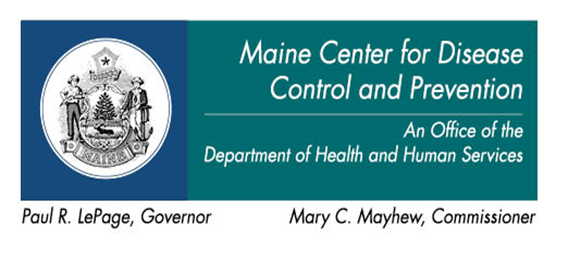 MAINE
Maine Center for Disease
Control and Prevention
An Office of the
Department of Health and Human Services
Paul R. LePage, Governor
Mary C. Mayhew, Commissioner